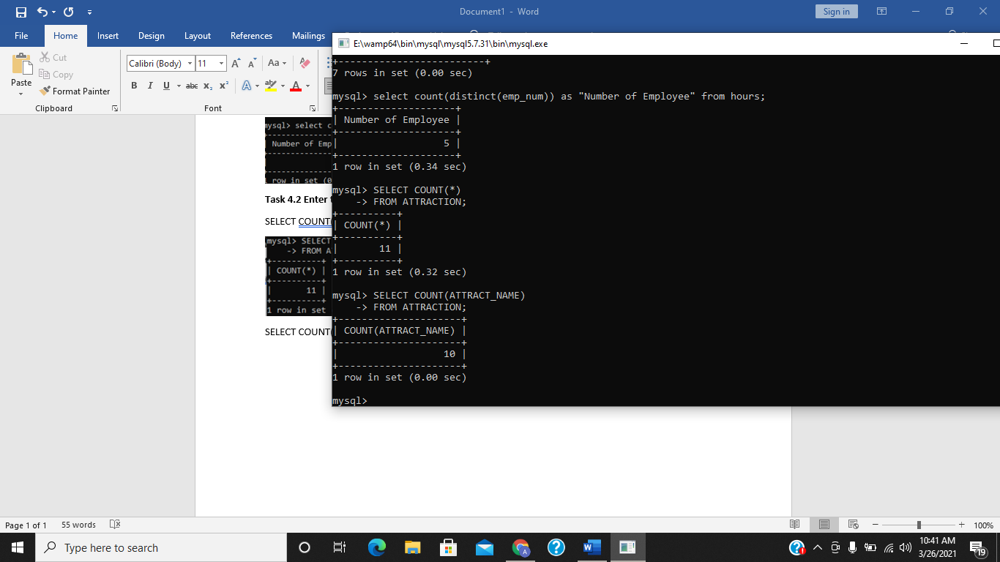 Document1 - Word
Sign in
File Home Insert Design Layout References Mailings
E:\wamp64\bin\mysql\mysql5.7.31\bin\mysql.exe
Paste
Cut
Copy
Format Painter
Clipboard
Calibri (Body) 11
A A Aa
B I U abc x₂ x² A ab A
Font
mysql> select c
| Number of Emp
1 row in set (0
Task 4.2 Enter
SELECT COUNT
mysql> SELECT
-> FROM A
+----------+
| COUNT(*) |
+----------+
| 11 |
+----------+
1 row in set
SELECT COUNT
+-------------------------+
7 rows in set (0.00 sec)
mysql> select count(distinct(emp_num)) as "Number of Employee" from hours;
+--------------------+
| Number of Employee |
+--------------------+
| 5 |
+--------------------+
1 row in set (0.34 sec)
mysql> SELECT COUNT(*)
-> FROM ATTRACTION;
+----------+
| COUNT(*) |
+----------+
| 11 |
+----------+
1 row in set (0.32 sec)
mysql> SELECT COUNT(ATTRACT_NAME)
-> FROM ATTRACTION;
+---------------------+
| COUNT(ATTRACT_NAME) |
+---------------------+
| 10 |
+---------------------+
1 row in set (0.00 sec)
mysql>
Page 1 of 1 55 words 100%
Type here to search
10:41 AM
3/26/2021
19